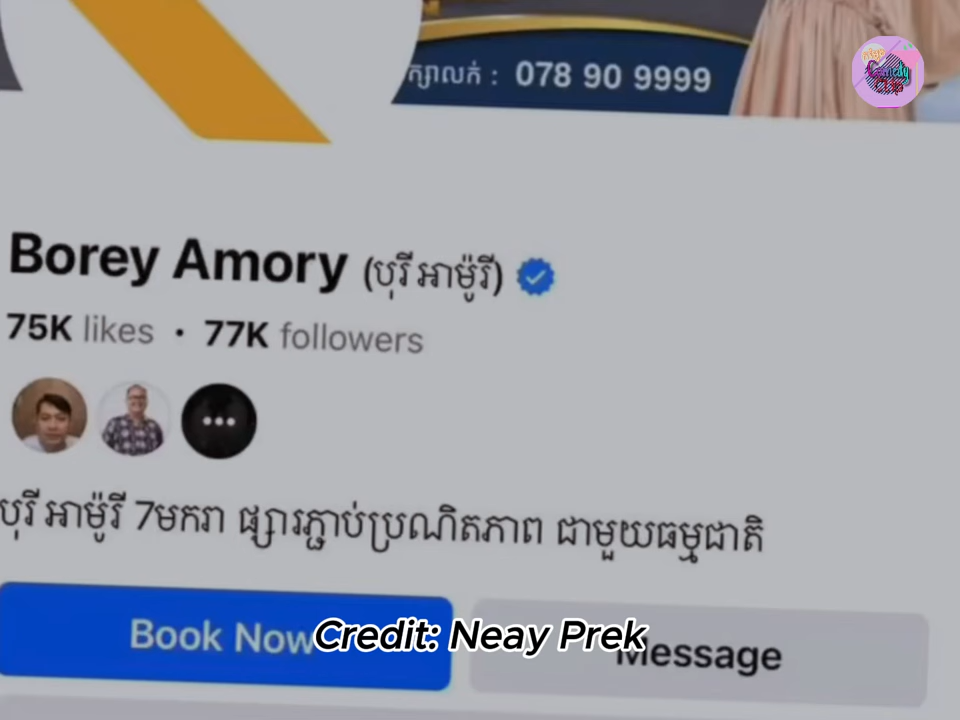 ក្សាលក់ : 078 90 9999
Comedy
Borey Amory (បុរី អាម៉ូរី)
75K likes · 77K followers
បុរី អាម៉ូរី 7មករា ផ្សារភ្ជាប់ប្រណិតភាព ជាមួយធម្មជាតិ
Book Now
Message
Credit: Neay Prek